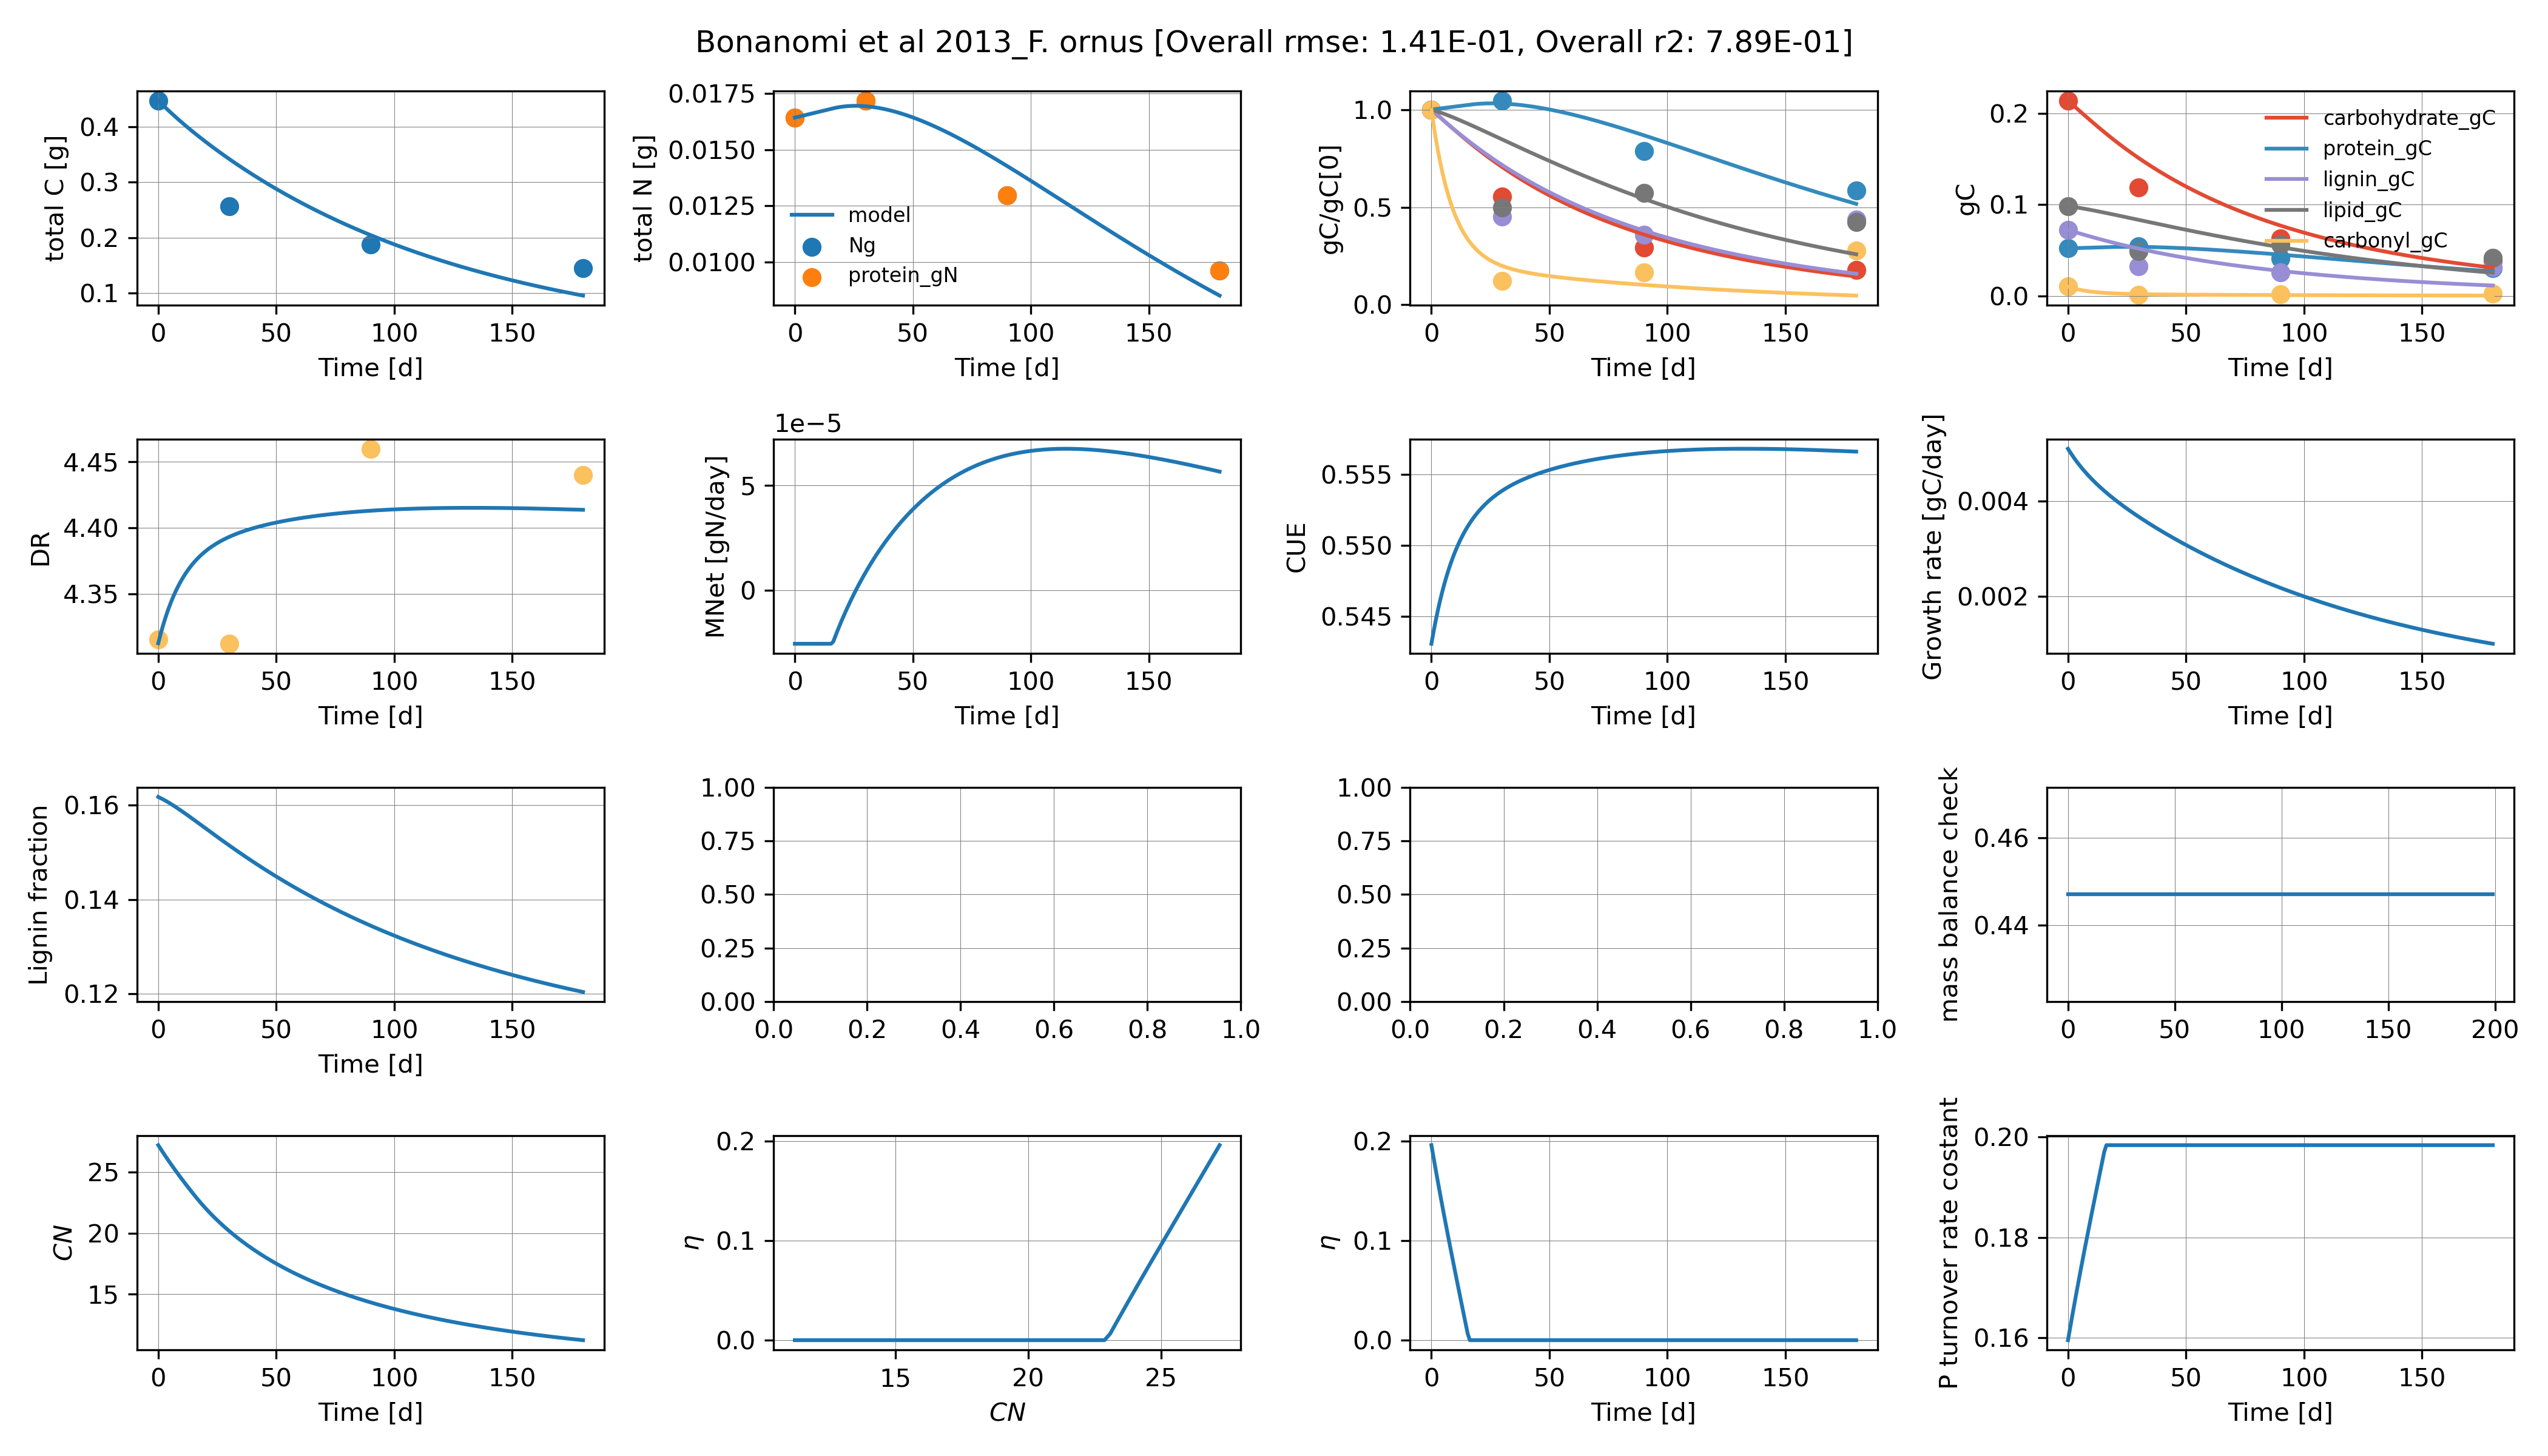 Bonanomi et al 2013_F. ornus [Overall rmse: 1.41E-01, Overall r2: 7.89E-01]
total C [g]
0.4
0.3
0.2
0.1
0 50 100 150
Time [d]
total N [g]
0.0175
0.0150
0.0125
0.0100
model
Ng
protein_gN
0 50 100 150
Time [d]
gC/gC[0]
1.0
0.5
0.0
0 50 100 150
Time [d]
gC
0.2
0.1
0.0
carbohydrate_gC
protein_gC
lignin_gC
lipid_gC
carbonyl_gC
0 50 100 150
Time [d]
DR
4.45
4.40
4.35
0 50 100 150
Time [d]
1e−5
MNet [gN/day]
5
0
0 50 100 150
Time [d]
CUE
0.555
0.550
0.545
0 50 100 150
Time [d]
Growth rate [gC/day]
0.004
0.002
0 50 100 150
Time [d]
Lignin fraction
0.16
0.14
0.12
0 50 100 150
Time [d]
1.00
0.75
0.50
0.25
0.00
0.0 0.2 0.4 0.6 0.8 1.0
1.00
0.75
0.50
0.25
0.00
0.0 0.2 0.4 0.6 0.8 1.0
mass balance check
0.46
0.44
0 50 100 150 200
CN
25
20
15
0 50 100 150
Time [d]
η
0.2
0.1
0.0
15 20 25
CN
η
0.2
0.1
0.0
0 50 100 150
Time [d]
P turnover rate costant
0.20
0.18
0.16
0 50 100 150
Time [d]